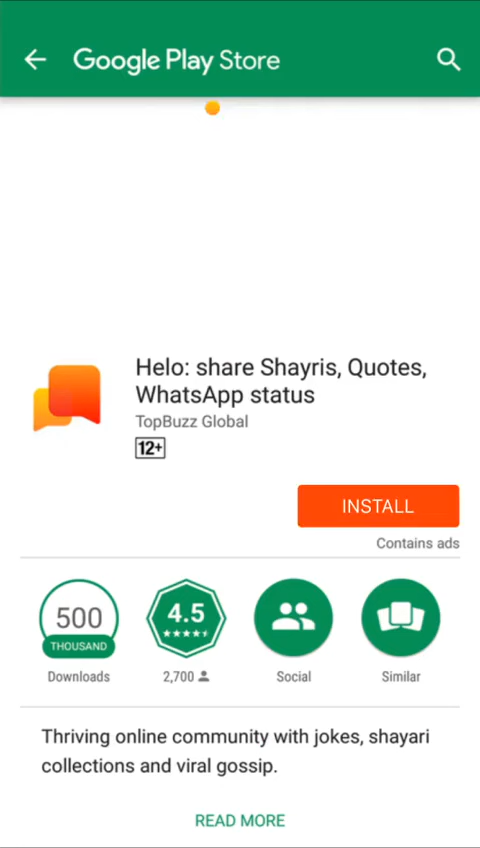 Google Play Store
Helo: share Shayris, Quotes,
WhatsApp status
TopBuzz Global
12+
INSTALL
Contains ads
500
THOUSAND
Downloads
4.5
2,700
Social
Similar
Thriving online community with jokes, shayari
collections and viral gossip.
READ MORE